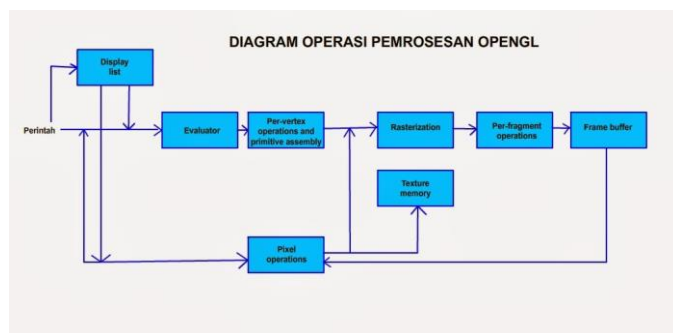 DIAGRAM OPERASI PEMROSESAN OPENGL
Display
list
Perintah
Evaluator
Per-vertex
operations and
primitive assembly
Rasterization
Per-fragment
operations
Frame buffer
Texture
memory
Pixel
operations